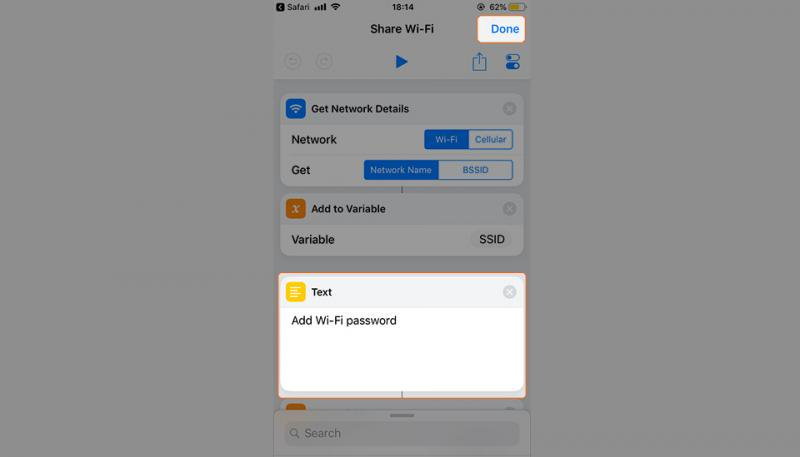 Safari 18:14 62%
Share Wi-Fi Done
Get Network Details
Network Wi-Fi Cellular
Get Network Name BSSID
x Add to Variable
Variable SSID
Text
Add Wi-Fi password
Search